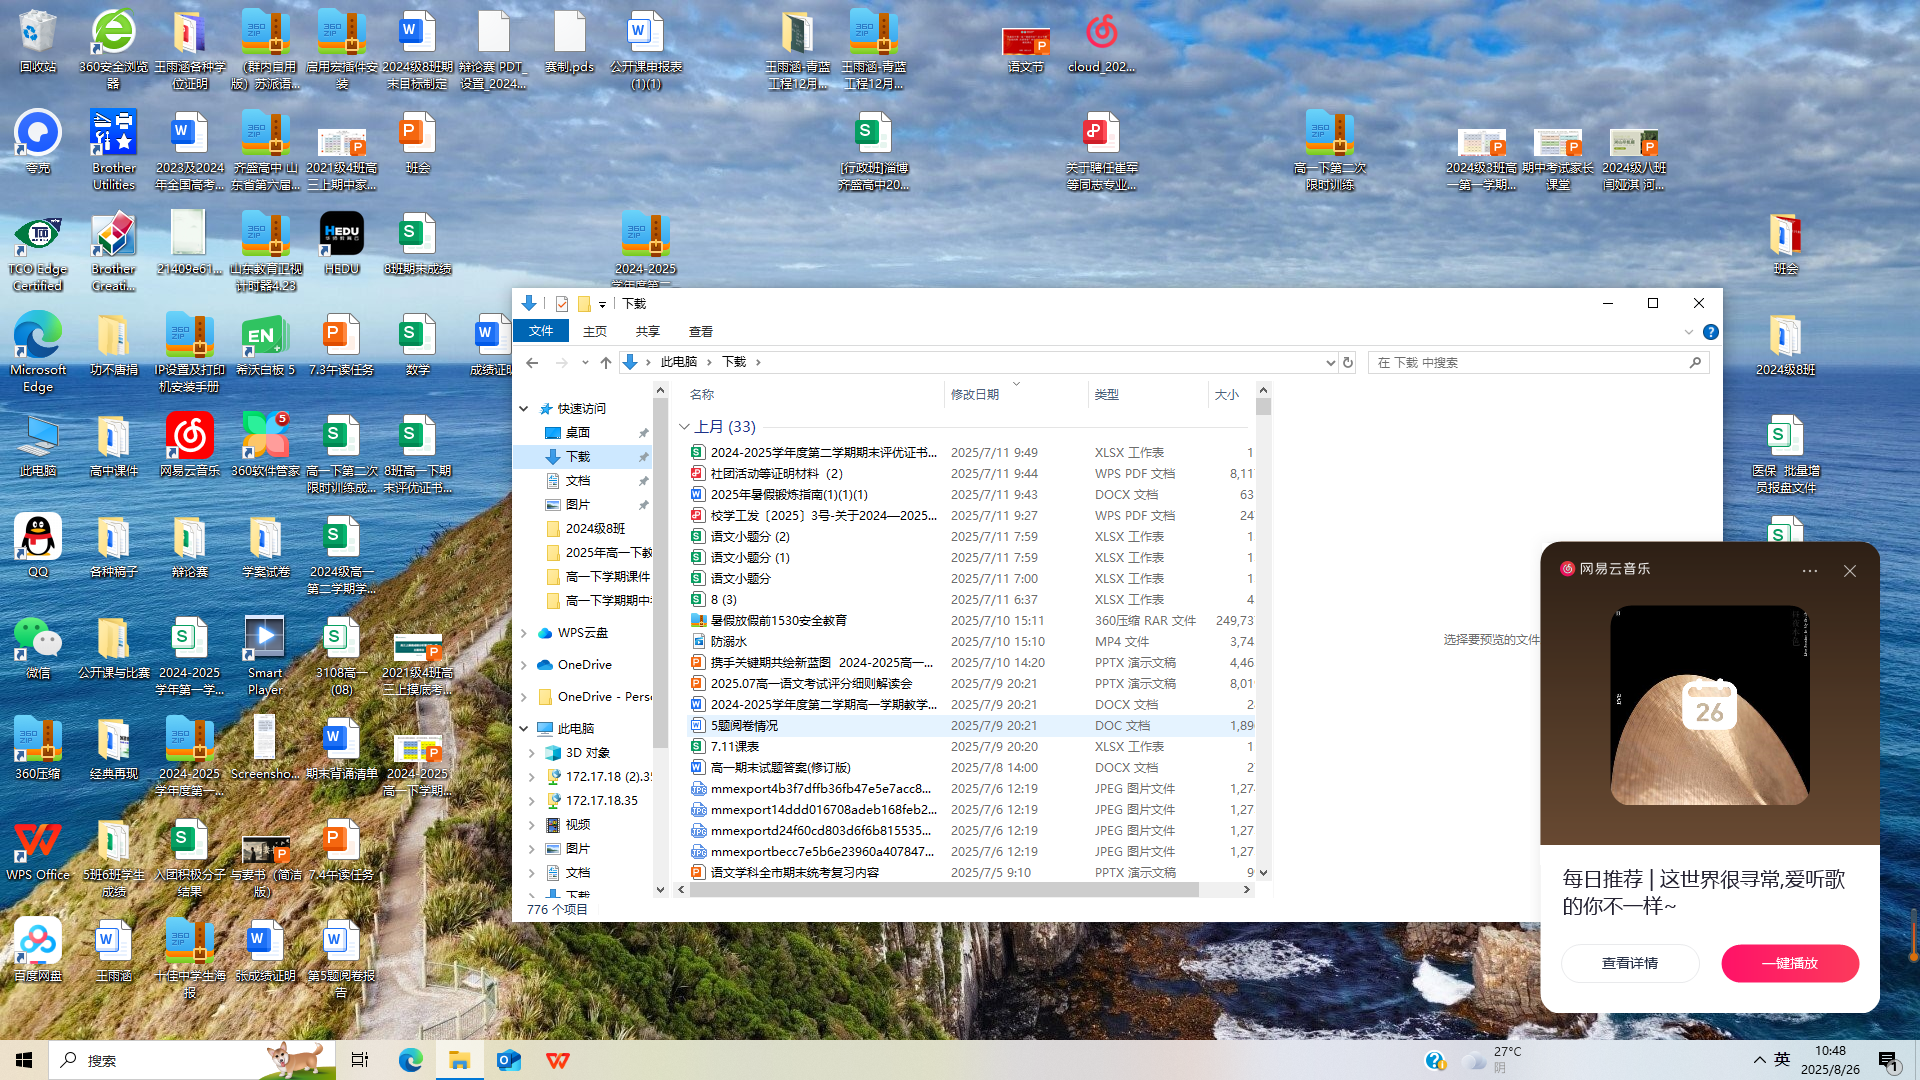 回收站
360安全浏览器
王雨涵各种学位证明
(群内自用版）苏派语...
启用宏插件安装
2024级8班期末目标制定
辩论赛 PDT_设置_2024...
赛制.pds
公开课申报表(1)(1)
王雨涵-青蓝工程12月...
王雨涵-青蓝工程12月...
语文节
cloud_202...
夸克
Brother Utilities
2023及2024年全国高考...
齐盛高中 山东省第六届...
2021级4班高三上期中家...
班会
[行政班]淄博齐盛高中20...
关于聘任崔军等同志专业...
高一下第二次限时训练
2024级3班高一第一学期...
期中考试家长课堂
2024级八班闫娅淇 河...
TCO Edge Certified
Brother Creati...
21409e61...
山东教育正视计时器4.23
HEDU
8班期末成绩
2024-2025学年度第二...
班会
Microsoft Edge
功不唐捐
IP设置及打印机安装手册
希沃白板 5
7.3午读任务
数学
成绩证明
2024级8班
此电脑
高中课件
网易云音乐
360软件管家
高一下第二次限时训练成...
8班高一下期末评优证书...
医保_批量增员报盘文件
QQ
各种稿子
辩论赛
学案试卷
2024级高一第二学期学...
微信
公开课与比赛
2024-2025学年第一学...
Smart Player
3108高一(08)
2021级4班高三上摸底考...
360压缩
经典再现
2024-2025学年度第一...
Screensho...
期末背诵清单
2024-2025高一下学期...
WPS Office
5班6班学生成绩
入团积极分子结果
与妻书（简洁版）
7.4午读任务
百度网盘
王雨涵
十佳中学生海报
张成绩证明
第5题阅卷报告
下载
文件
主页
共享
查看
此电脑
下载
在 下载 中搜索
快速访问
桌面
下载
文档
图片
2024级8班
2025年高一下教
高一下学期课件
高一下学期期中
WPS云盘
OneDrive
OneDrive - Pers
此电脑
3D 对象
172.17.18 (2).3
172.17.18.35
视频
图片
文档
下载
名称 修改日期 类型 大小
上月 (33)
2024-2025学年度第二学期期末评优证书... 2025/7/11 9:49 XLSX 工作表 1
社团活动等证明材料（2） 2025/7/11 9:44 WPS PDF 文档 8,11
2025年暑假锻炼指南(1)(1)(1) 2025/7/11 9:43 DOCX 文档 63
校学工发〔2025〕3号-关于2024—2025... 2025/7/11 9:27 WPS PDF 文档 24
语文小题分 (2) 2025/7/11 7:59 XLSX 工作表 1
语文小题分 (1) 2025/7/11 7:59 XLSX 工作表 1
语文小题分 2025/7/11 7:00 XLSX 工作表 1
8 (3) 2025/7/11 6:37 XLSX 工作表 4
暑假放假前1530安全教育 2025/7/10 15:11 360压缩 RAR 文件 249,73
防溺水 2025/7/10 15:10 MP4 文件 3,74
携手关键期共绘新蓝图_2024-2025高一... 2025/7/10 14:20 PPTX 演示文稿 4,46
2025.07高一语文考试评分细则解读会 2025/7/9 20:21 PPTX 演示文稿 8,01
2024-2025学年度第二学期高一学期教学... 2025/7/9 20:21 DOCX 文档 2
5题阅卷情况 2025/7/9 20:21 DOC 文档 1,89
7.11课表 2025/7/9 20:20 XLSX 工作表 1
高一期末试题答案(修订版) 2025/7/8 14:00 DOCX 文档 2
mmexport4b3f7dffb36fb47e5e7acc8... 2025/7/6 12:19 JPEG 图片文件 1,27
mmexport14ddd016708adeb168feb2... 2025/7/6 12:19 JPEG 图片文件 1,27
mmexportd24f60cd803d6f6b815535... 2025/7/6 12:19 JPEG 图片文件 1,27
mmexportbecc7e5b6e23960a407847... 2025/7/6 12:19 JPEG 图片文件 1,27
语文学科全市期末统考复习内容 2025/7/5 9:10 PPTX 演示文稿 9
选择要预览的文件
776 个项目
网易云音乐
26
每日推荐 | 这世界很寻常,爱听歌
的你不一样~
查看详情
一键播放
搜索
27°C
阴
英
10:48
2025/8/26
1